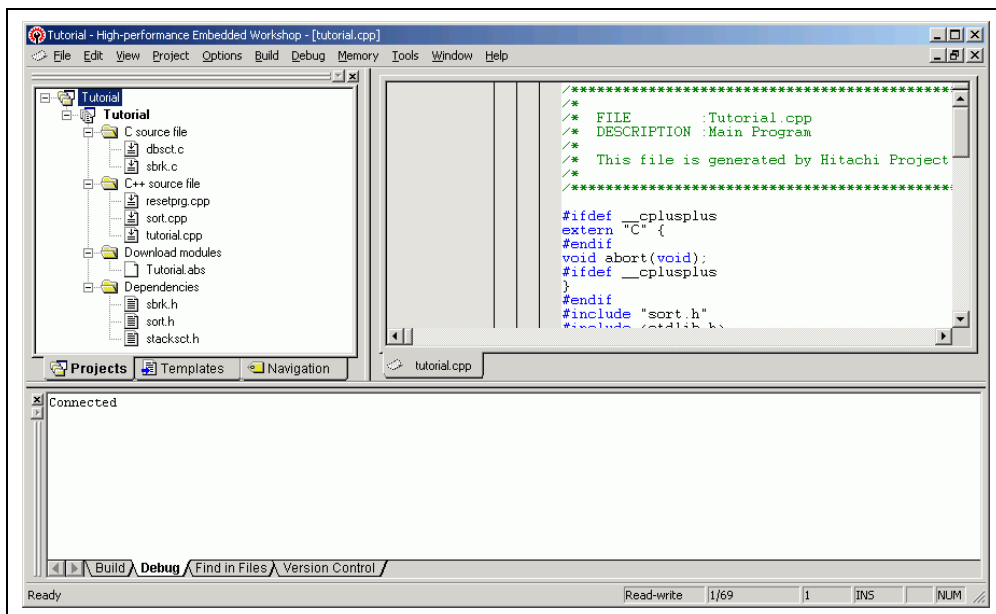 Tutorial - High-performance Embedded Workshop - [tutorial.cpp]
File Edit View Project Options Build Debug Memory Tools Window Help
Tutorial
Tutorial
C source file
dbsct.c
sbrk.c
C++ source file
resetprg.cpp
sort.cpp
tutorial.cpp
Download modules
Tutorial.abs
Dependencies
sbrk.h
sort.h
stacksct.h
Projects Templates Navigation
/**************************************************
/*
/* FILE :Tutorial.cpp
/* DESCRIPTION :Main Program
/*
/* This file is generated by Hitachi Project
/*
/**************************************************
#ifdef __cplusplus
extern "C" {
#endif
void abort(void);
#ifdef __cplusplus
}
#endif
#include "sort.h"
#include <stdlib.h>
tutorial.cpp
Connected
Build Debug Find in Files Version Control
Ready Read-write 1/69 1 INS NUM